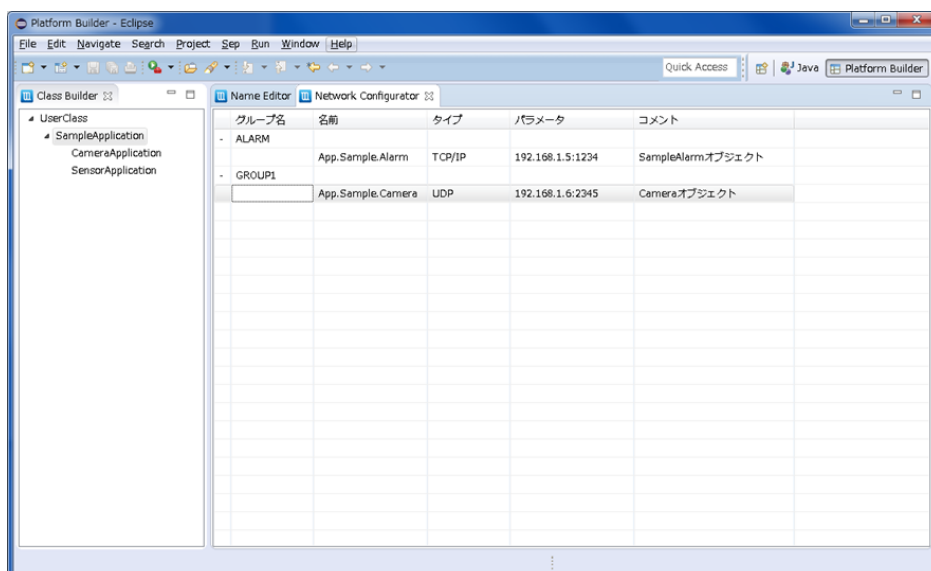 Platform Builder - Eclipse
File Edit Navigate Search Project Sep Run Window Help
Quick Access Java Platform Builder
Class Builder Name Editor Network Configurator
UserClass
SampleApplication
CameraApplication
SensorApplication
グループ名 名前 タイプ パラメータ コメント
- ALARM
App.Sample.Alarm TCP/IP 192.168.1.5:1234 SampleAlarmオブジェクト
- GROUP1
App.Sample.Camera UDP 192.168.1.6:2345 Cameraオブジェクト